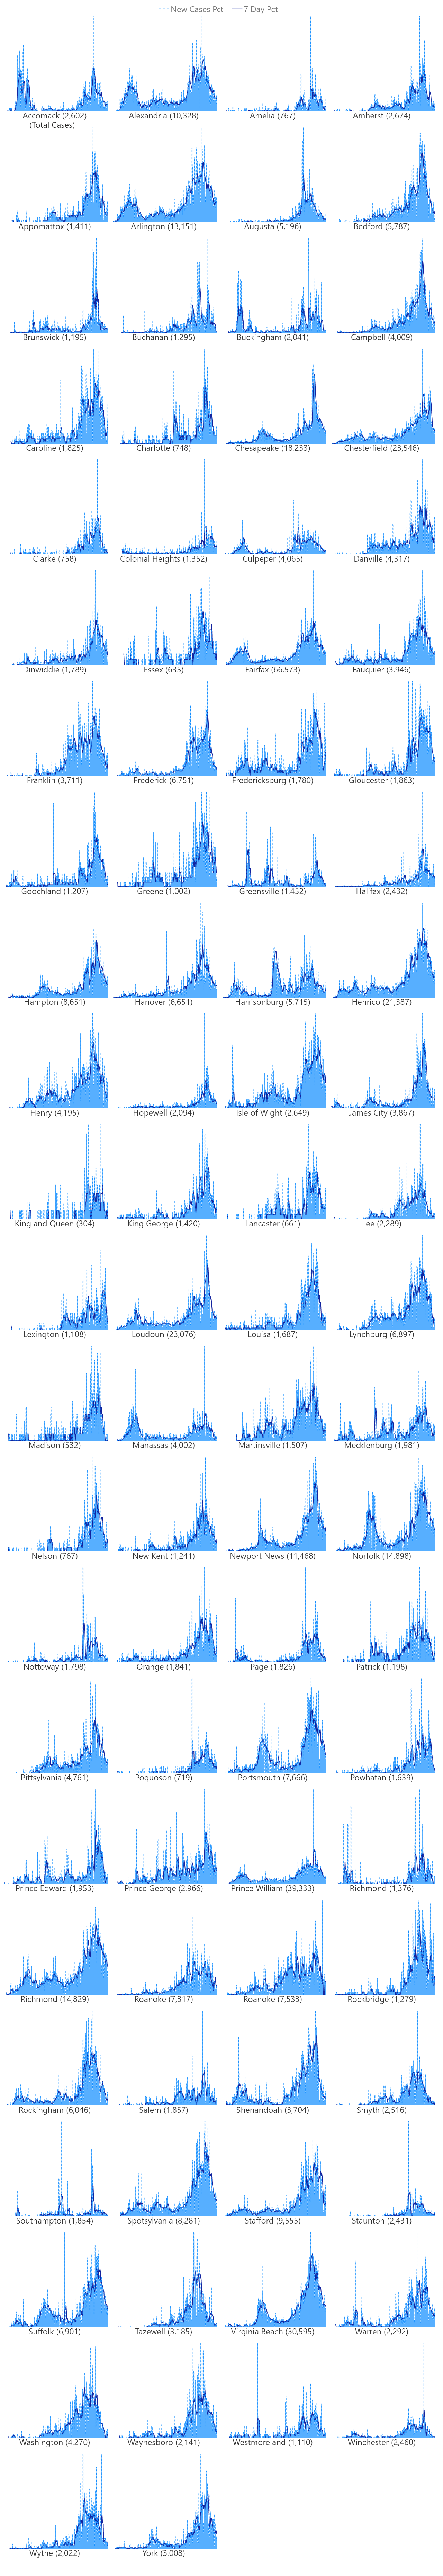 New Cases Pct 7 Day Pct
Accomack (2,602) Alexandria (10,328) Amelia (767) Amherst (2,674)
(Total Cases)
Appomattox (1,411) Arlington (13,151) Augusta (5,196) Bedford (5,787)
Brunswick (1,195) Buchanan (1,295) Buckingham (2,041) Campbell (4,009)
Caroline (1,825) Charlotte (748) Chesapeake (18,233) Chesterfield (23,546)
Clarke (758) Colonial Heights (1,352) Culpeper (4,065) Danville (4,317)
Dinwiddie (1,789) Essex (635) Fairfax (66,573) Fauquier (3,946)
Franklin (3,711) Frederick (6,751) Fredericksburg (1,780) Gloucester (1,863)
Goochland (1,207) Greene (1,002) Greensville (1,452) Halifax (2,432)
Hampton (8,651) Hanover (6,651) Harrisonburg (5,715) Henrico (21,387)
Henry (4,195) Hopewell (2,094) Isle of Wight (2,649) James City (3,867)
King and Queen (304) King George (1,420) Lancaster (661) Lee (2,289)
Lexington (1,108) Loudoun (23,076) Louisa (1,687) Lynchburg (6,897)
Madison (532) Manassas (4,002) Martinsville (1,507) Mecklenburg (1,981)
Nelson (767) New Kent (1,241) Newport News (11,468) Norfolk (14,898)
Nottoway (1,798) Orange (1,841) Page (1,826) Patrick (1,198)
Pittsylvania (4,761) Poquoson (719) Portsmouth (7,666) Powhatan (1,639)
Prince Edward (1,953) Prince George (2,966) Prince William (39,333) Richmond (1,376)
Richmond (14,829) Roanoke (7,317) Roanoke (7,533) Rockbridge (1,279)
Rockingham (6,046) Salem (1,857) Shenandoah (3,704) Smyth (2,516)
Southampton (1,854) Spotsylvania (8,281) Stafford (9,555) Staunton (2,431)
Suffolk (6,901) Tazewell (3,185) Virginia Beach (30,595) Warren (2,292)
Washington (4,270) Waynesboro (2,141) Westmoreland (1,110) Winchester (2,460)
Wythe (2,022) York (3,008)